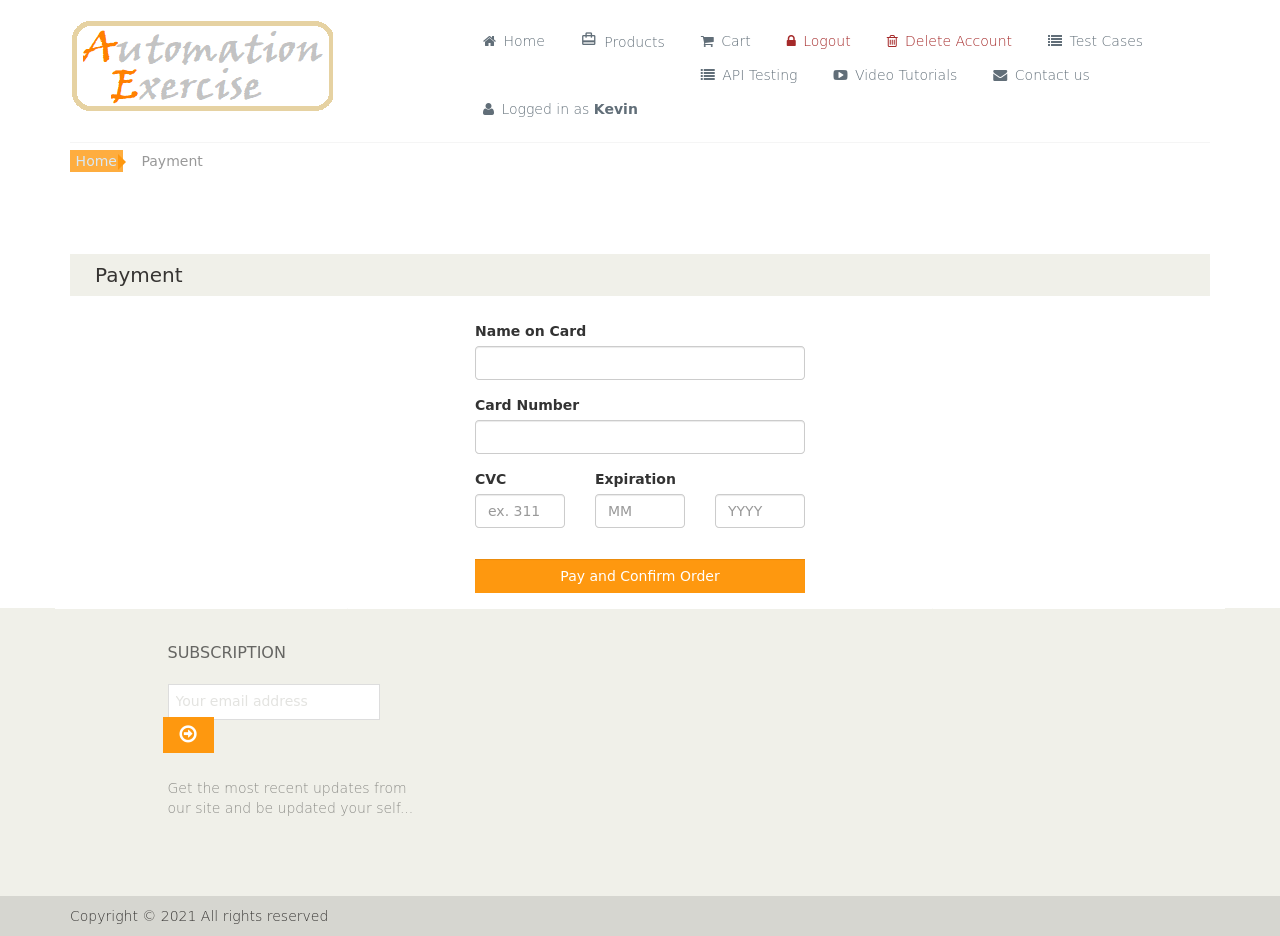 Automation
Exercise
Home
Products
Cart
Logout
Delete Account
Test Cases
API Testing
Video Tutorials
Contact us
Logged in as Kevin
Home
Payment
Payment
Name on Card
Card Number
CVC
Expiration
ex. 311
MM
YYYY
Pay and Confirm Order
SUBSCRIPTION
Your email address
Get the most recent updates from
our site and be updated your self...
Copyright © 2021 All rights reserved